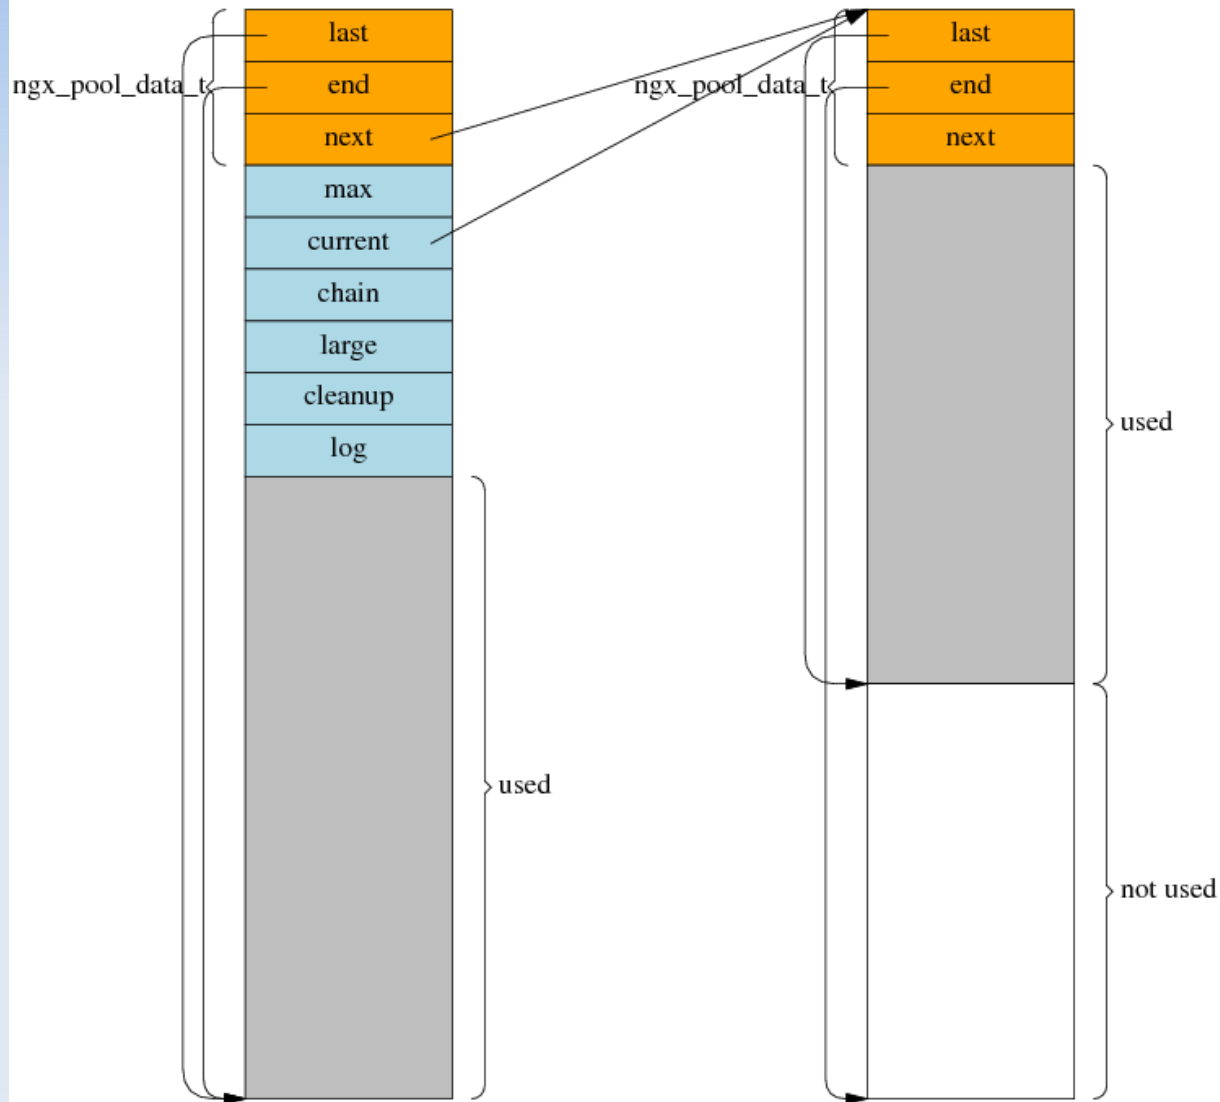 last
ngx_pool_data_t
end
next
max
current
chain
large
cleanup
log
used
last
ngx_pool_data_t
end
next
used
not used